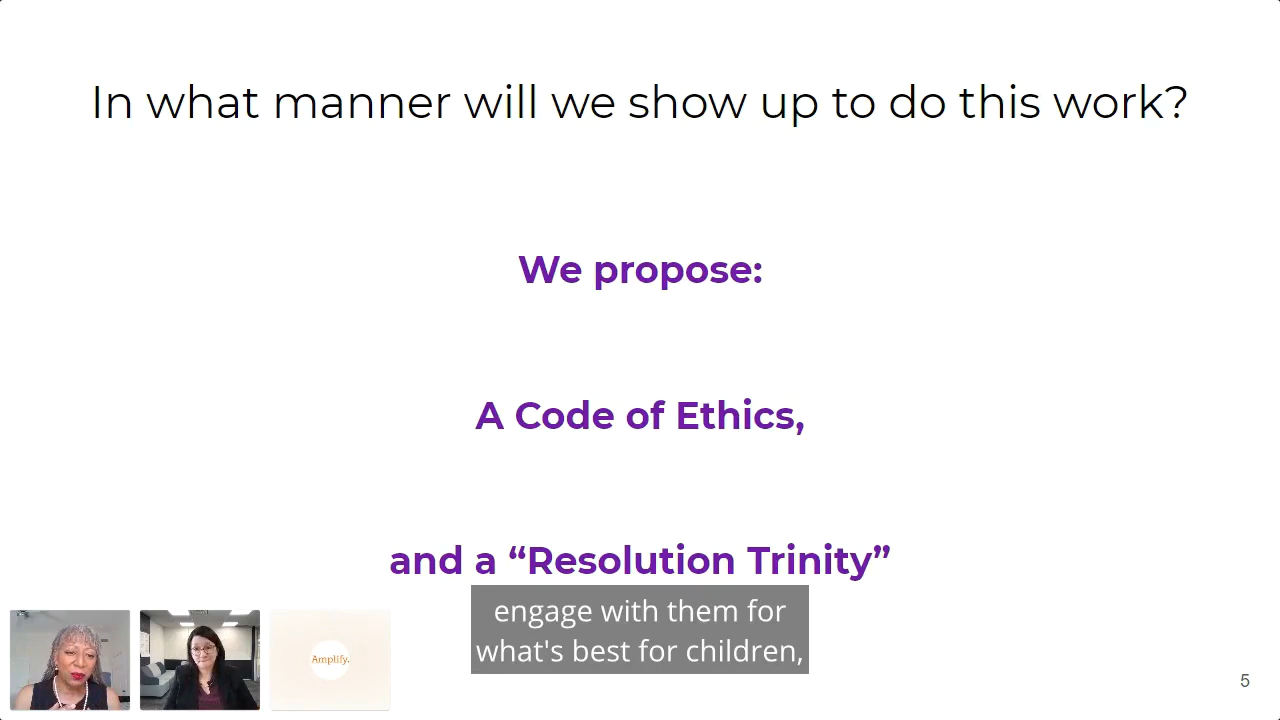 In what manner will we show up to do this work?
We propose:
A Code of Ethics,
and a “Resolution Trinity”
engage with them for
what's best for children,
Amplify.
5